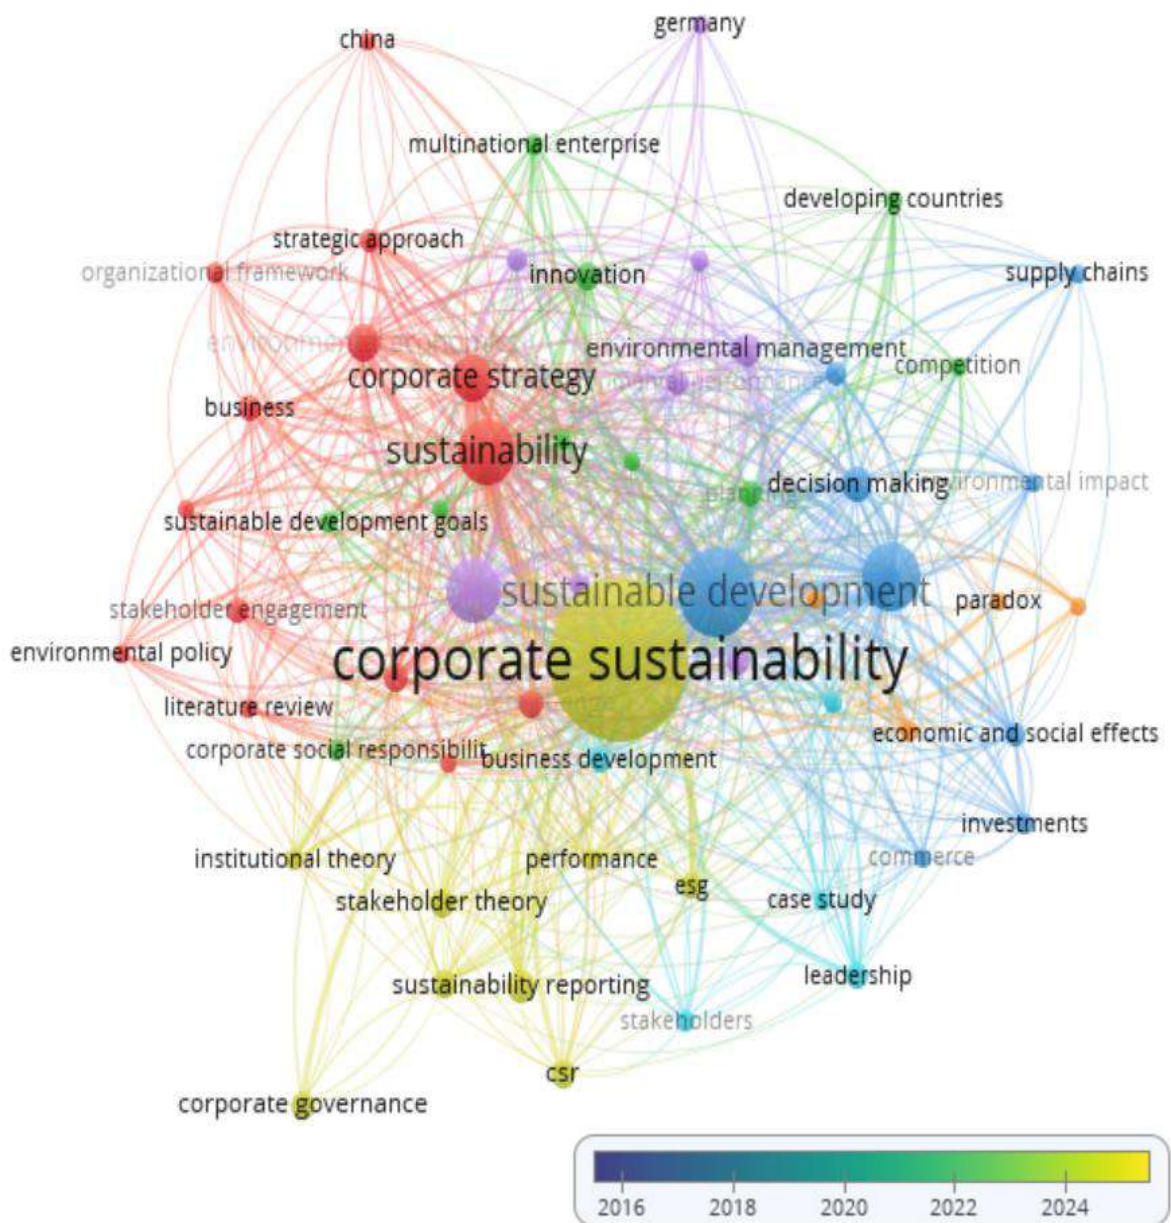 germany
china
multinational enterprise
developing countries
strategic approach
organizational framework
innovation
supply chains
environmental management
corporate strategy
competition
business
sustainability
decision making
environmental impact
planning
sustainable development goals
sustainable development
paradox
stakeholder engagement
environmental policy
corporate sustainability
literature review
economic and social effects
corporate social responsibilit
business development
investments
institutional theory
performance
commerce
esg
case study
stakeholder theory
leadership
sustainability reporting
stakeholders
csr
corporate governance
2016 2018 2020 2022 2024